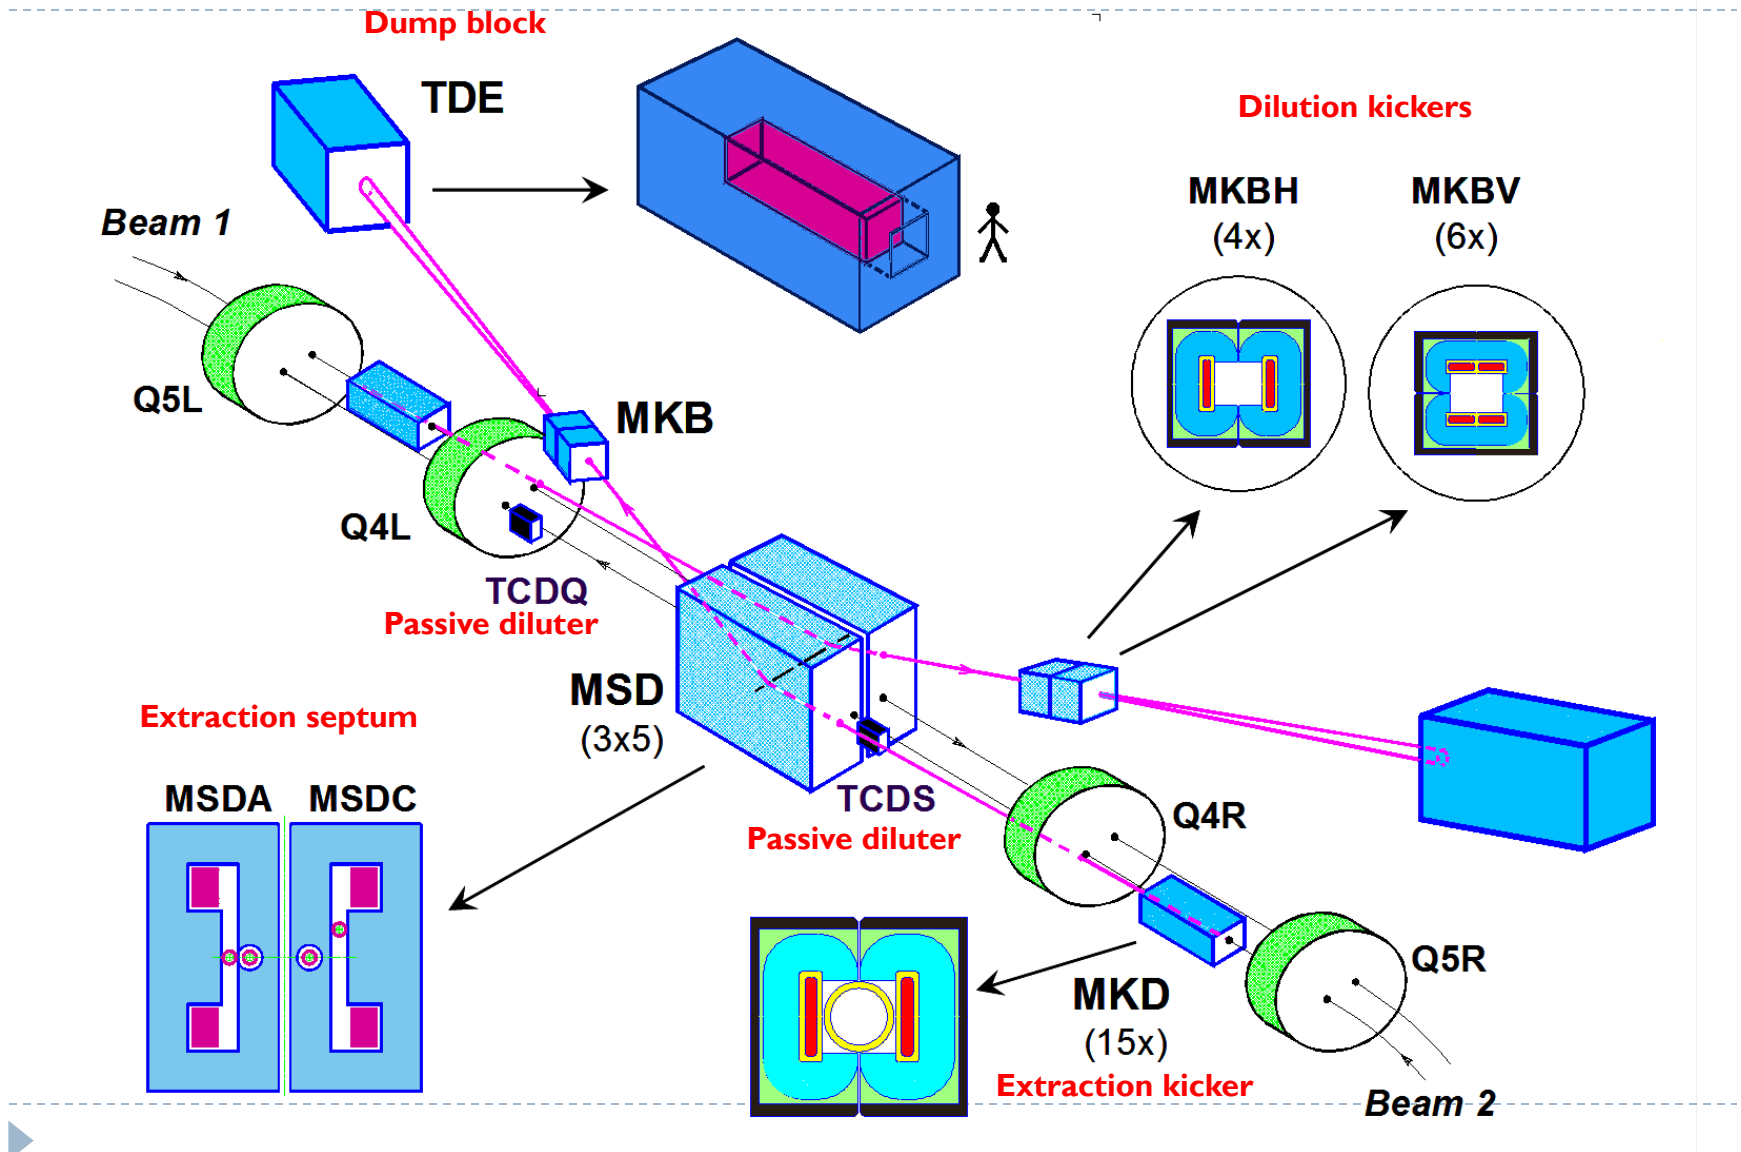 Dump block
TDE
Dilution kickers
MKBH
(4x)
MKBV
(6x)
Beam 1
Q5L
MKB
Q4L
TCDQ
Passive diluter
MSD
(3x5)
Extraction septum
MSDA
MSDC
TCDS
Passive diluter
Q4R
Q5R
MKD
(15x)
Extraction kicker
Beam 2